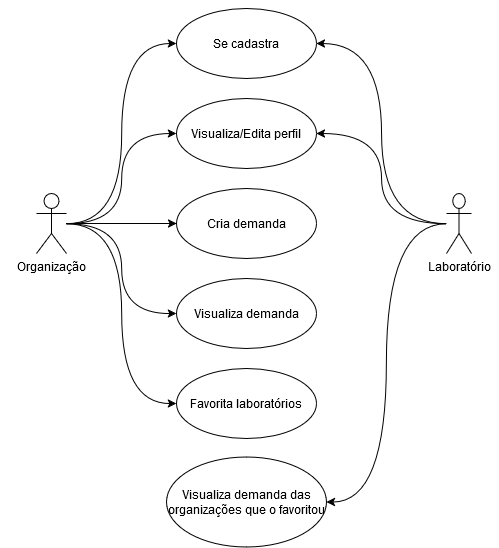 Se cadastra
Visualiza/Edita perfil
Cria demanda
Organização
Laboratório
Visualiza demanda
Favorita laboratórios
Visualiza demanda das
organizações que o favoritou